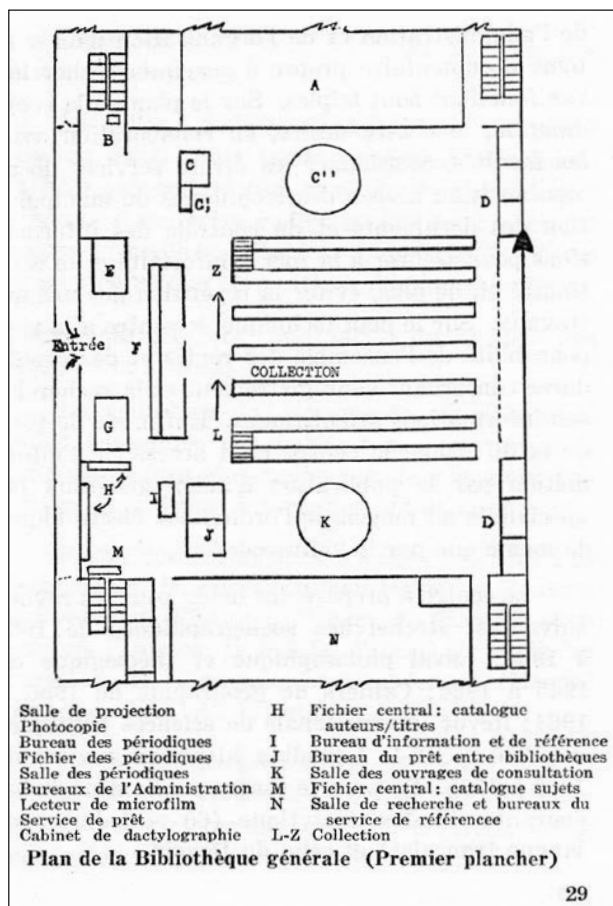 A
B
C
C'
C''
D
E
Z
Entrée
F
COLLECTION
G
L
H
I
K
D
J
M
N
Salle de projection
Photocopie
Bureau des périodiques
Fichier des périodiques
Salle des périodiques
Bureaux de l'Administration
Lecteur de microfilm
Service de prêt
Cabinet de dactylographie
H Fichier central: catalogue
auteurs/titres
I Bureau d'information et de référence
J Bureau du prêt entre bibliothèques
K Salle des ouvrages de consultation
M Fichier central: catalogue sujets
N Salle de recherche et bureaux du
service de référencee
L-Z Collection
Plan de la Bibliothèque générale (Premier plancher)
29